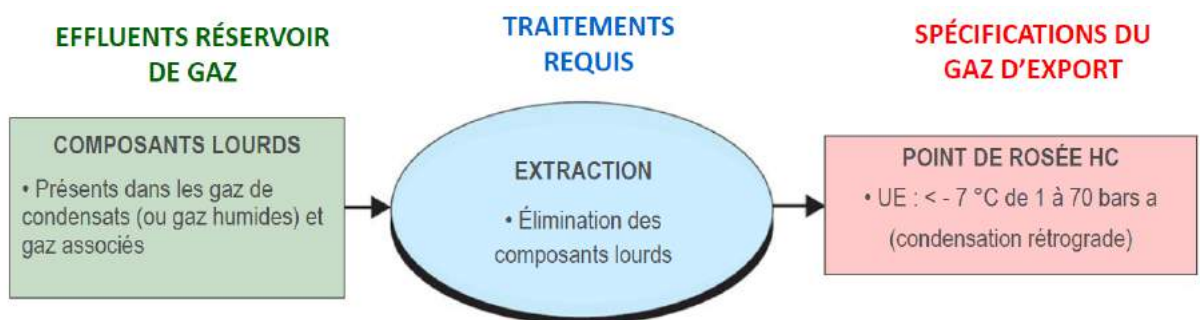 EFFLUENTS RÉSERVOIR
DE GAZ
TRAITEMENTS
REQUIS
SPÉCIFICATIONS DU
GAZ D’EXPORT
COMPOSANTS LOURDS
• Présents dans les gaz de
condensats (ou gaz humides) et
gaz associés
EXTRACTION
• Élimination des
composants lourds
POINT DE ROSÉE HC
• UE : < - 7 °C de 1 à 70 bars a
(condensation rétrograde)